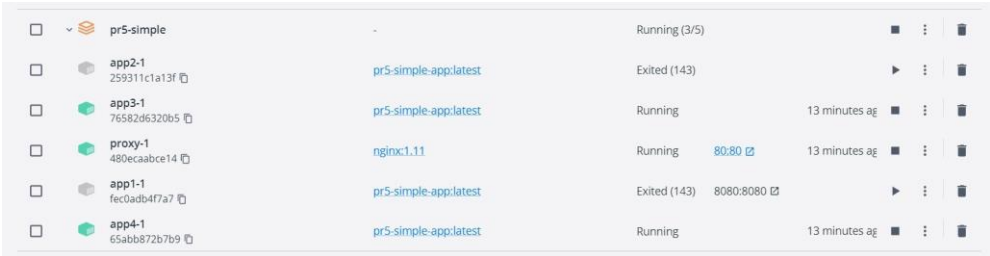 pr5-simple - Running (3/5)
app2-1
259311c1a13f pr5-simple-app:latest Exited (143)
app3-1
76582d6320b5 pr5-simple-app:latest Running 13 minutes ag
proxy-1
480ecaabce14 nginx:1.11 Running 80:80 13 minutes ag
app1-1
fec0adb4f7a7 pr5-simple-app:latest Exited (143) 8080:8080
app4-1
65abb872b7b9 pr5-simple-app:latest Running 13 minutes ag